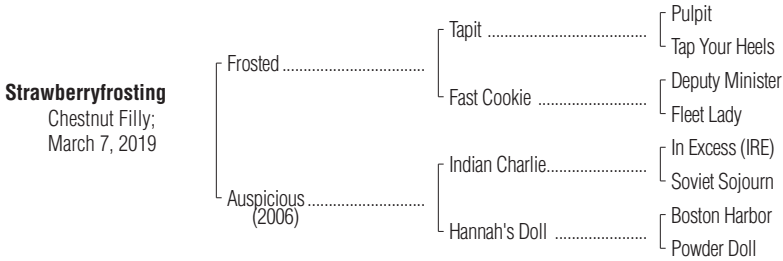 Strawberryfrosting
Chestnut Filly;
March 7, 2019
Frosted
Auspicious
(2006)
Tapit
Fast Cookie
Indian Charlie
Hannah's Doll
Pulpit
Tap Your Heels
Deputy Minister
Fleet Lady
In Excess (IRE)
Soviet Sojourn
Boston Harbor
Powder Doll